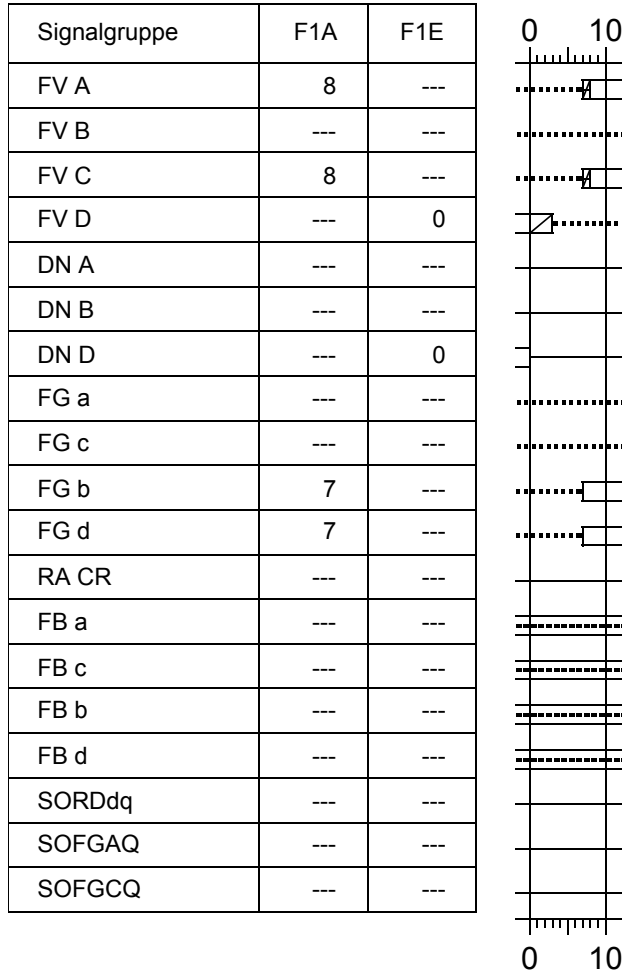 Signalgruppe F1A F1E 0 10
FV A 8 ---
FV B --- ---
FV C 8 ---
FV D --- 0
DN A --- ---
DN B --- ---
DN D --- 0
FG a --- ---
FG c --- ---
FG b 7 ---
FG d 7 ---
RA CR --- ---
FB a --- ---
FB c --- ---
FB b --- ---
FB d --- ---
SORDdq --- ---
SOFGAQ --- ---
SOFGCQ --- ---
0 10